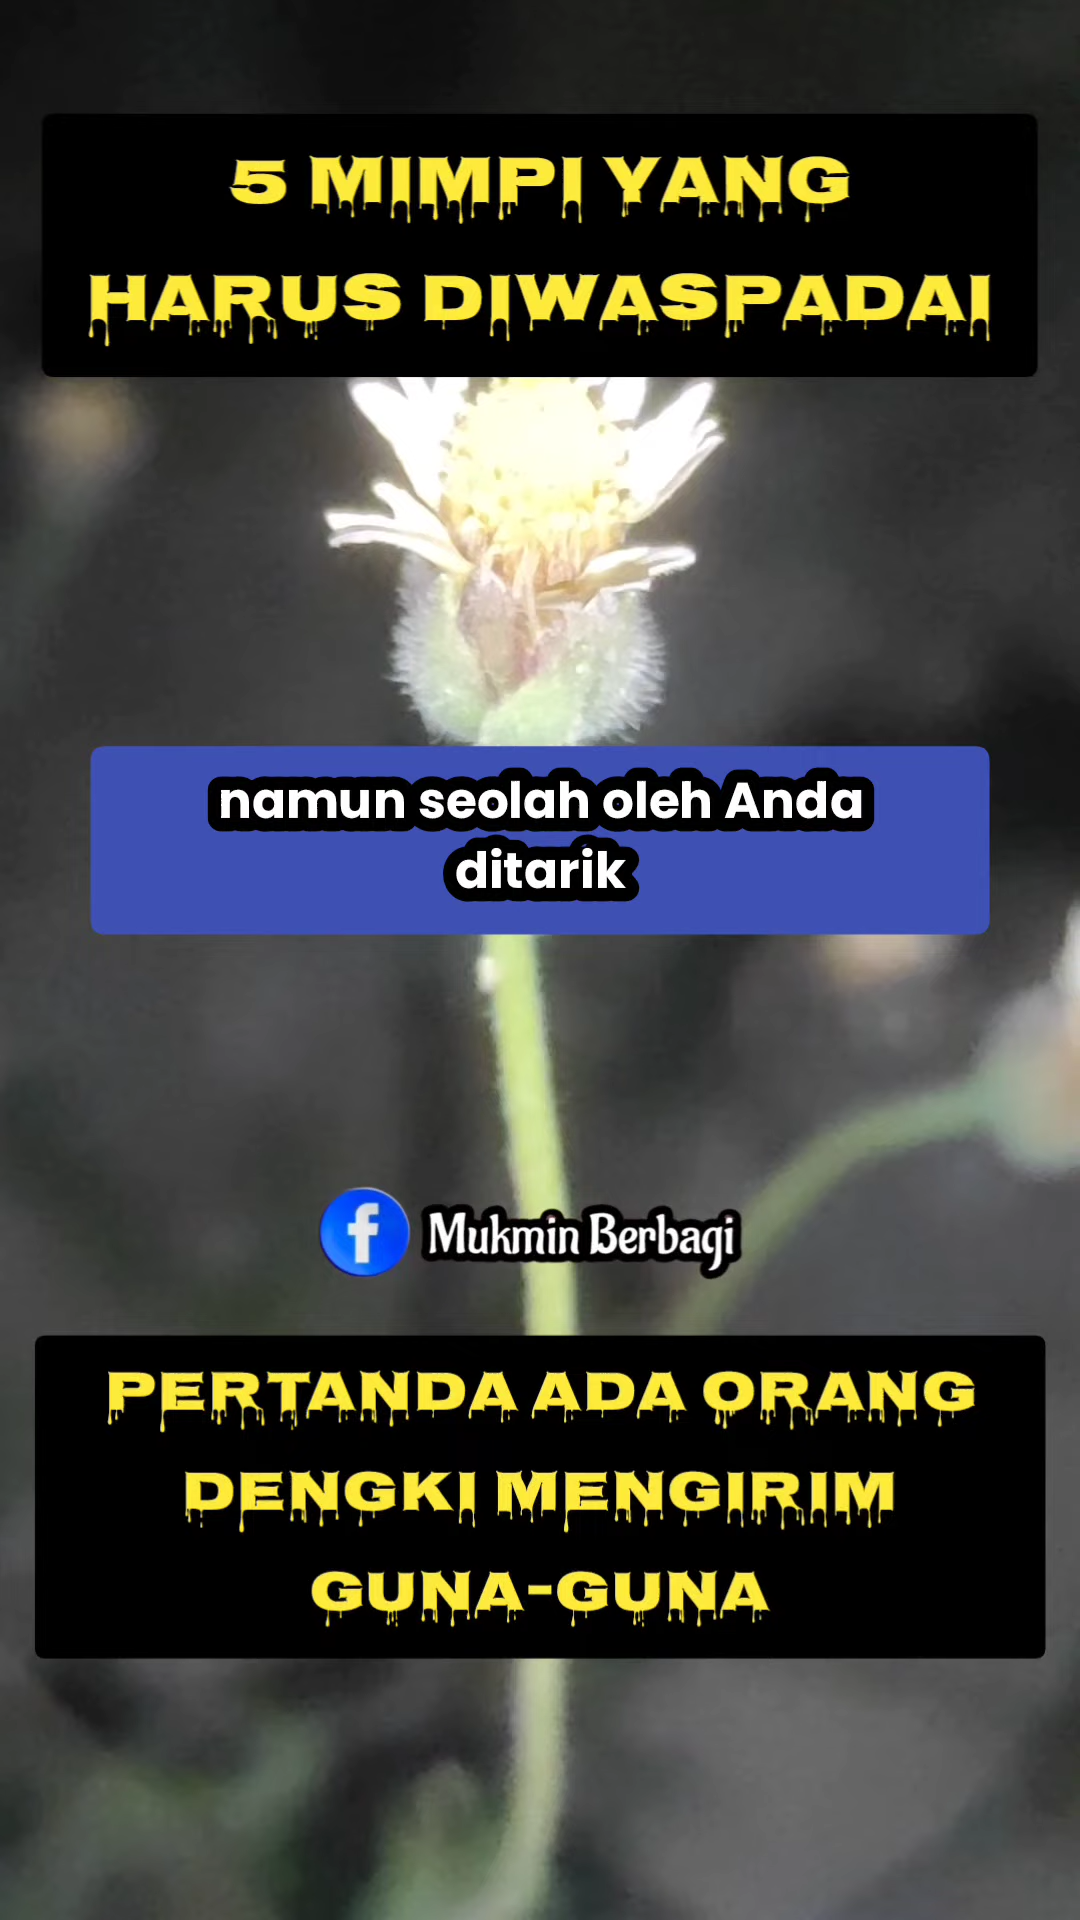 5 MIMPI YANG
HARUS DIWASPADAI
namun seolah oleh Anda
ditarik
f Mukmin Berbagi
PERTANDA ADA ORANG
DENGKI MENGIRIM
GUNA-GUNA